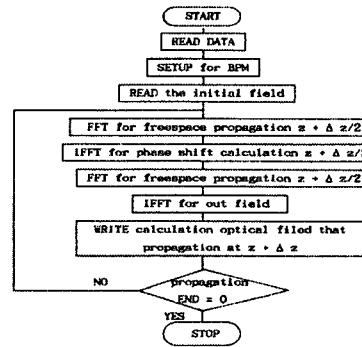 START
READ DATA
SETUP for BPM
READ the initial field
FFT for freespace propagation z + Δ z/2
IFFT for phase shift calculation z + Δ z/2
FFT for freespace propagation z + Δ z/2
IFFT for out field
WRITE calculation optical filed that
propagation at z + Δ z
propagation
END = 0
NO
YES
STOP